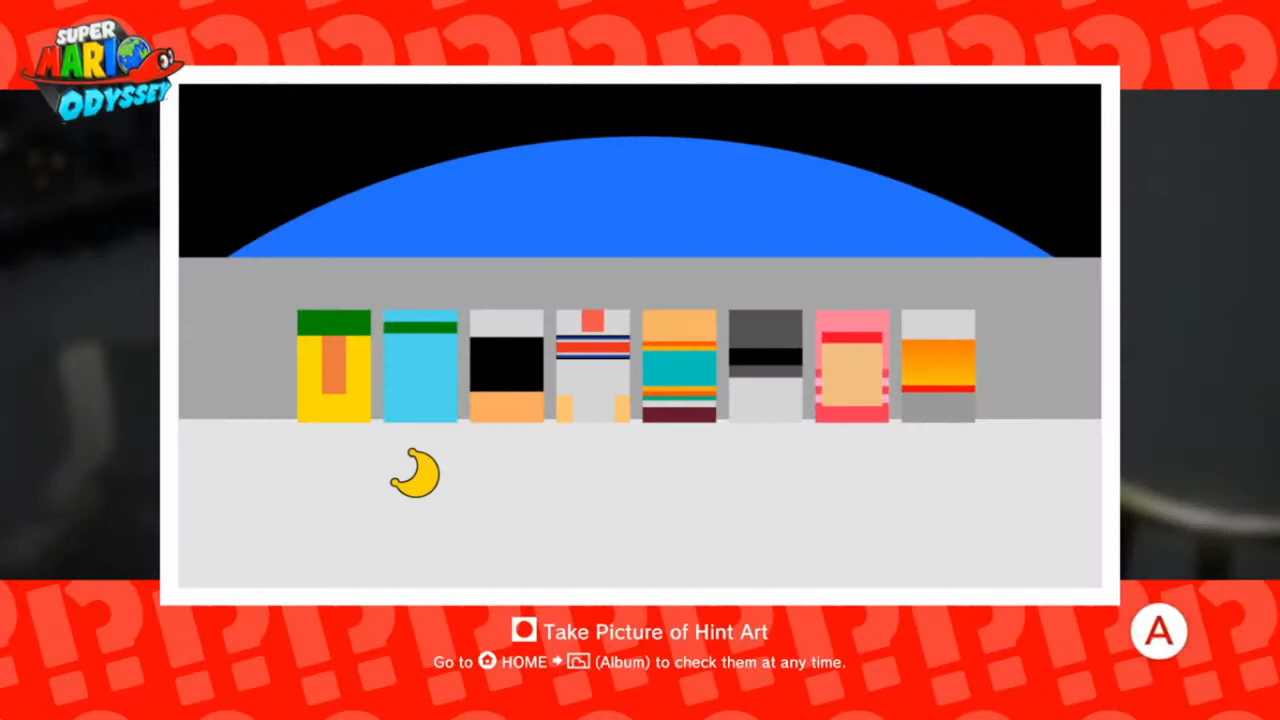 SUPER
MARIO
ODYSSEY
Take Picture of Hint Art
A
Go to HOME (Album) to check them at any time.